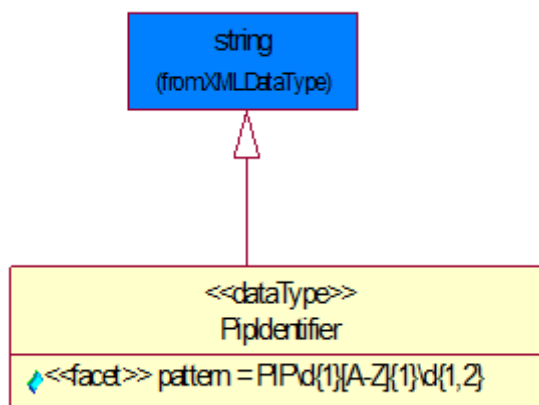 string
(fromXMLDataType)
<<dataType>>
PipIdentifier
<<facet>> pattern = PIP\d{1}[A-Z]{1}\d{1,2}